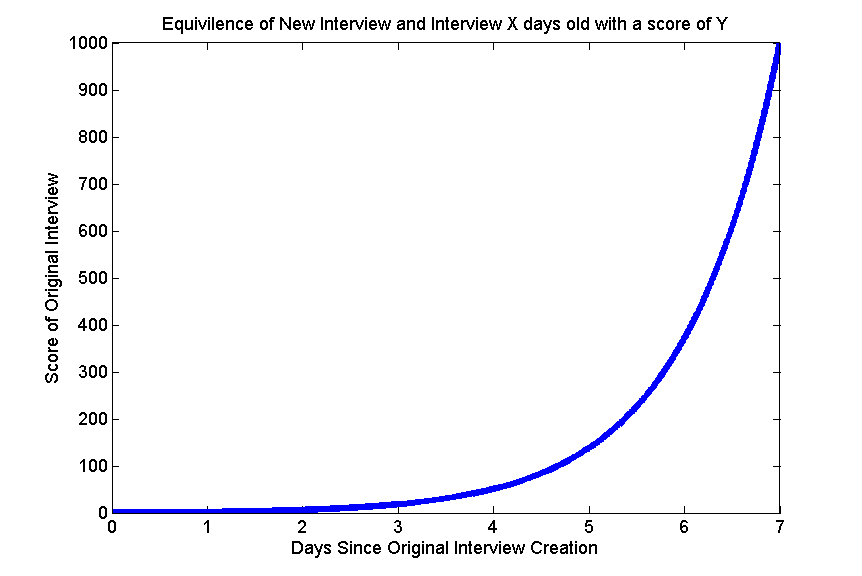 Equivilence of New Interview and Interview X days old with a score of Y
1000
900
800
700
600
500
400
300
200
100
0
Score of Original Interview
0 1 2 3 4 5 6 7
Days Since Original Interview Creation